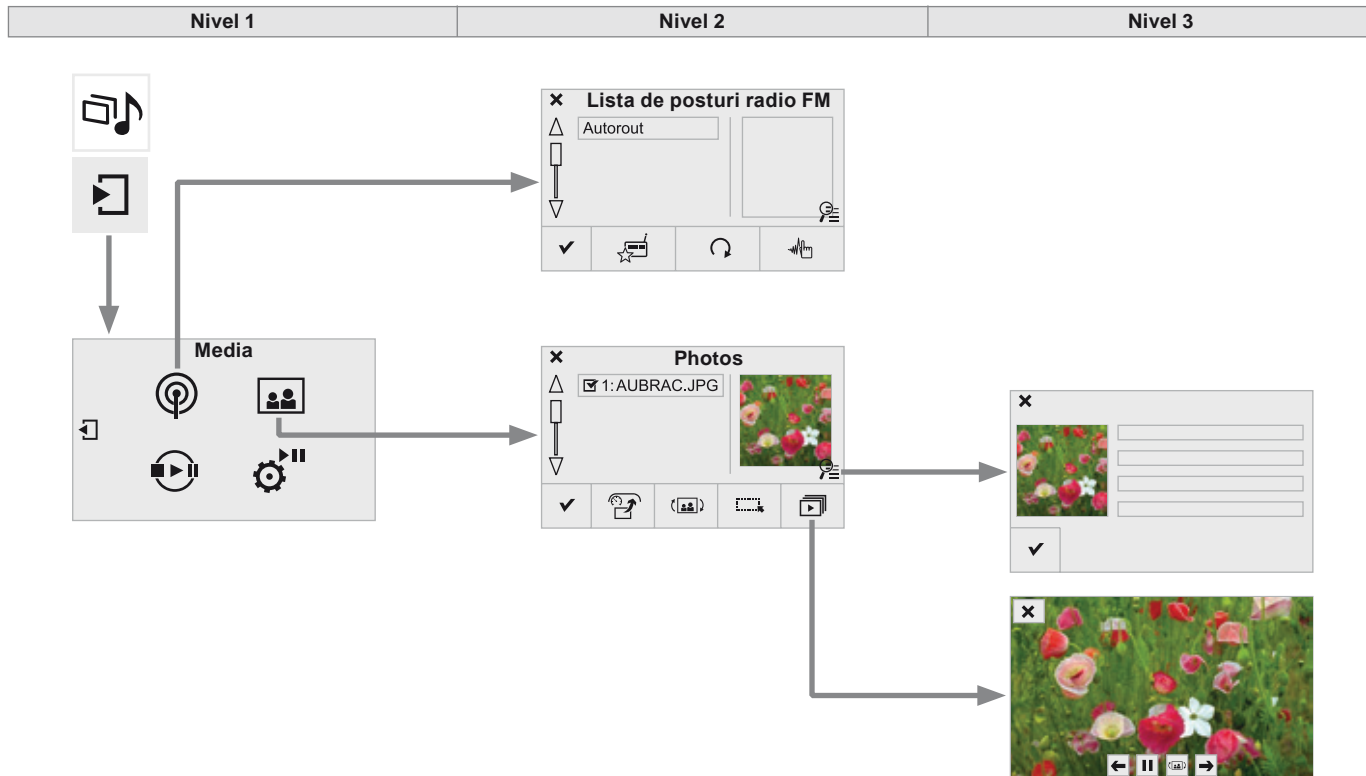 Nivel 1
Nivel 2
Nivel 3
Lista de posturi radio FM
Autorout
Media
Photos
1: AUBRAC.JPG